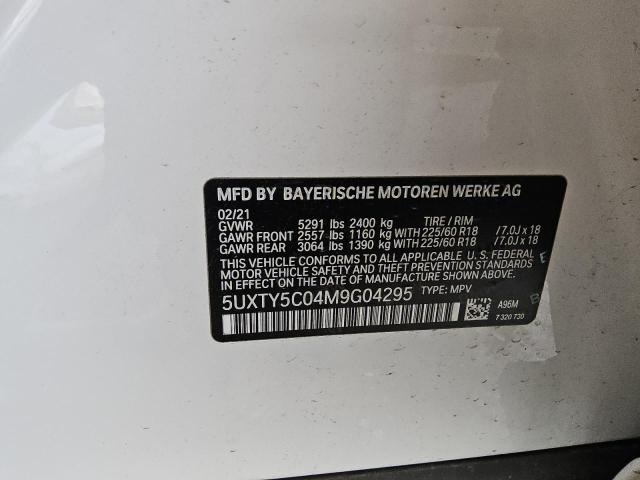 MFD BY BAYERISCHE MOTOREN WERKE AG
02/21
GVWR 5291 lbs 2400 kg TIRE / RIM
GAWR FRONT 2557 lbs 1160 kg WITH 225/60 R18 / 7.0J x 18
GAWR REAR 3064 lbs 1390 kg WITH 225/60 R18 / 7.0J x 18
THIS VEHICLE CONFORMS TO ALL APPLICABLE U. S. FEDERAL
MOTOR VEHICLE SAFETY, BUMPER, AND THEFT PREVENTION STANDARDS
IN EFFECT ON THE DATE OF MANUFACTURE SHOWN ABOVE.
5UXTY5C04M9G04295 TYPE: MPV
A96M
7 320 730